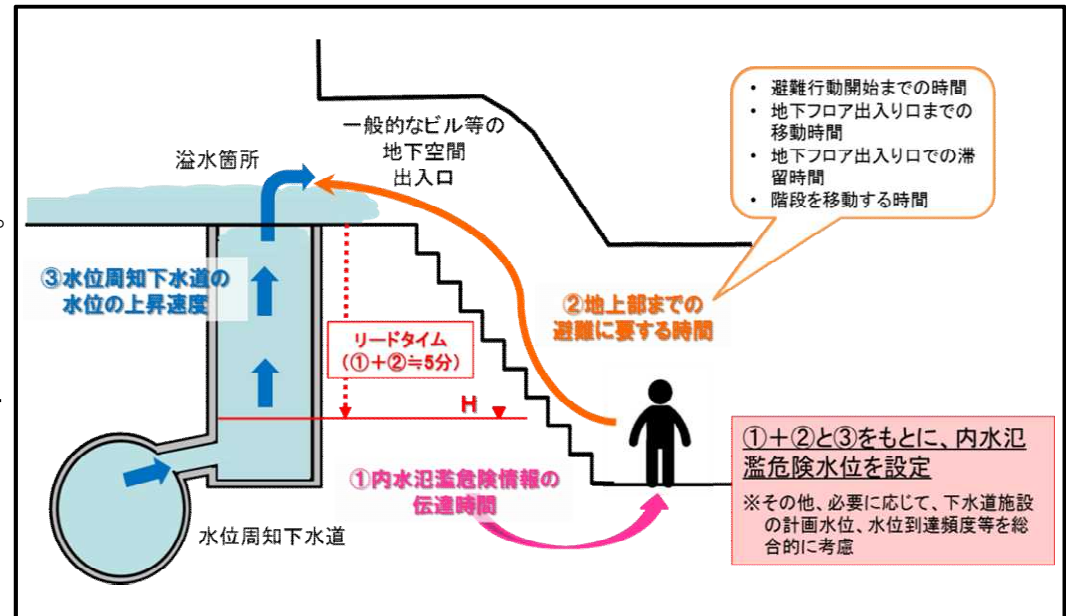 一般的なビル等の
地下空間
出入口
溢水箇所
・ 避難行動開始までの時間
・ 地下フロア出入り口までの
移動時間
・ 地下フロア出入り口での滞
留時間
・ 階段を移動する時間
。
③水位周知下水道の
水位の上昇速度
②地上部までの
避難に要する時間
リードタイム
(①+②≒5分)
H
①内水氾濫危険情報の
伝達時間
水位周知下水道
①+②と③をもとに、内水氾
濫危険水位を設定
※その他、必要に応じて、下水道施設
の計画水位、水位到達頻度等を総
合的に考慮